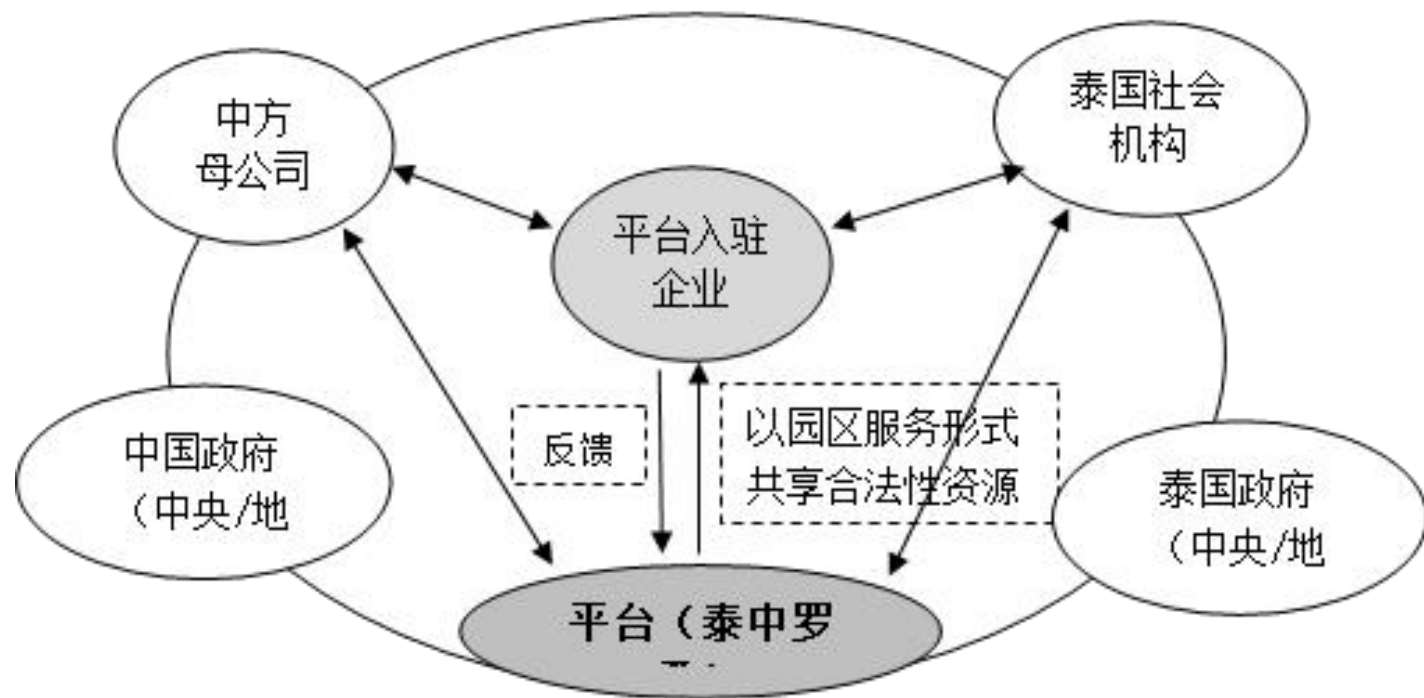 中方
母公司
泰国社会
机构
平台入驻
企业
反馈
以园区服务形式
共享合法性资源
中国政府
（中央/地
泰国政府
（中央/地
平台（泰中罗